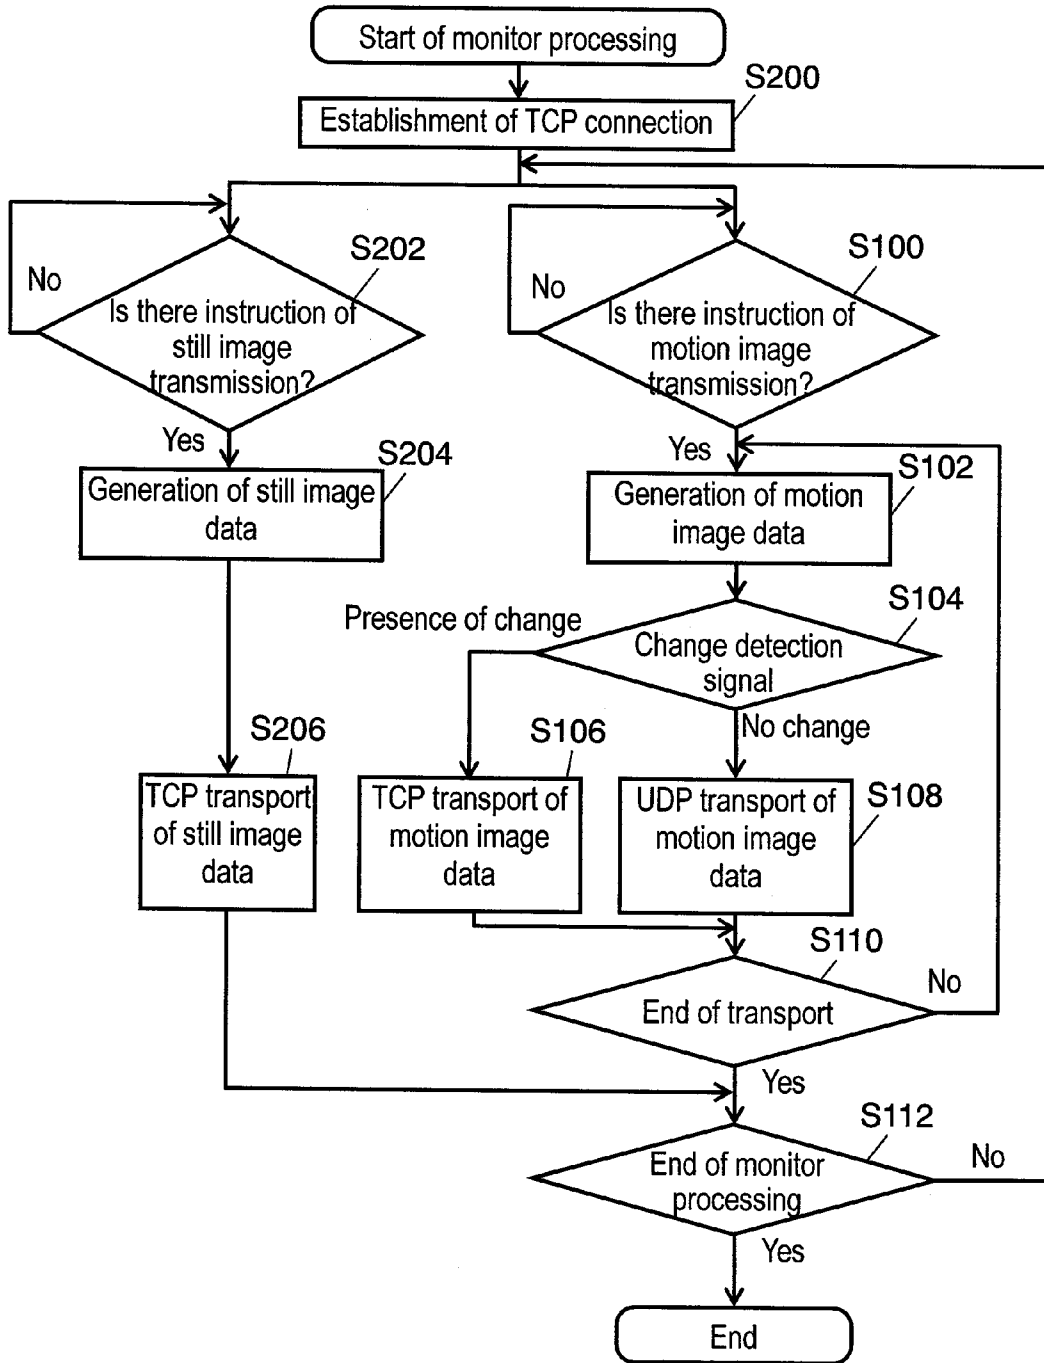 Start of monitor processing
S200
Establishment of TCP connection
S202
No
Is there instruction of
still image
transmission?
Yes
S100
No
Is there instruction of
motion image
transmission?
Yes
S204
Generation of still image
data
S102
Generation of motion
image data
S104
Presence of change
Change detection
signal
No change
S206
TCP transport
of still image
data
S106
TCP transport of
motion image
data
S108
UDP transport of
motion image
data
S110
No
End of transport
Yes
S112
No
End of monitor
processing
Yes
End